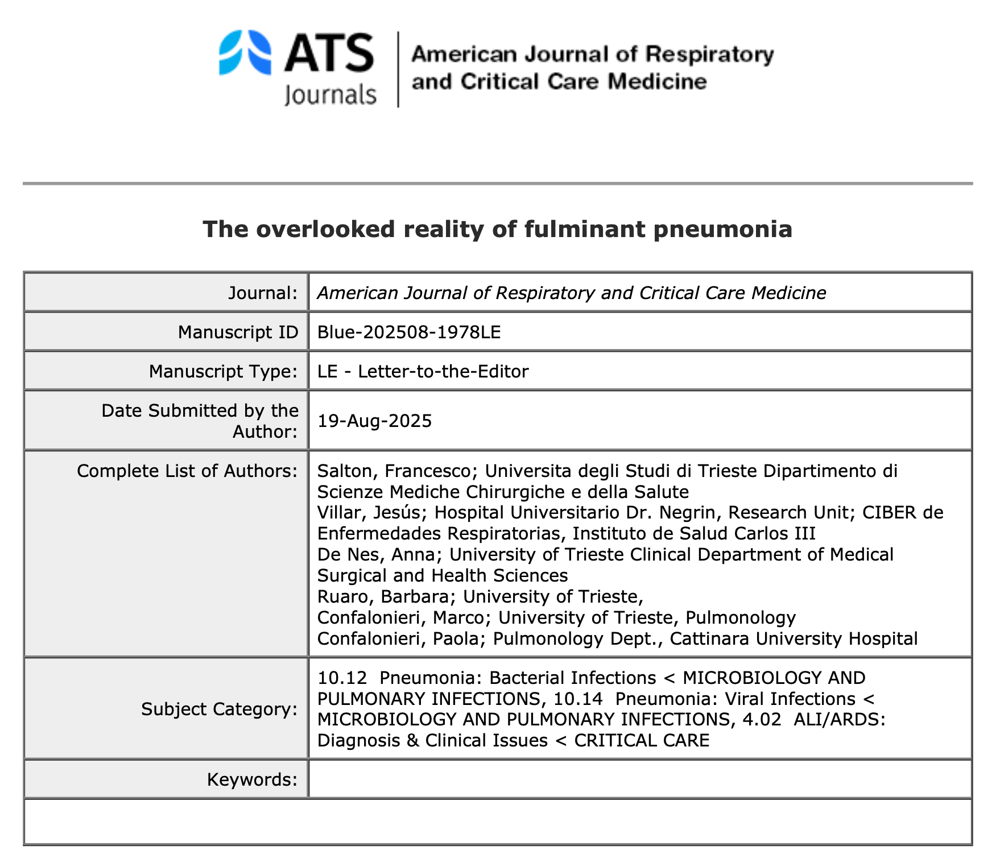 ATS
Journals
American Journal of Respiratory
and Critical Care Medicine
The overlooked reality of fulminant pneumonia
Journal: American Journal of Respiratory and Critical Care Medicine
Manuscript ID Blue-202508-1978LE
Manuscript Type: LE - Letter-to-the-Editor
Date Submitted by the
Author:
19-Aug-2025
Complete List of Authors: Salton, Francesco; Universita degli Studi di Trieste Dipartimento di
Scienze Mediche Chirurgiche e della Salute
Villar, Jesús; Hospital Universitario Dr. Negrin, Research Unit; CIBER de
Enfermedades Respiratorias, Instituto de Salud Carlos III
De Nes, Anna; University of Trieste Clinical Department of Medical
Surgical and Health Sciences
Ruaro, Barbara; University of Trieste,
Confalonieri, Marco; University of Trieste, Pulmonology
Confalonieri, Paola; Pulmonology Dept., Cattinara University Hospital
Subject Category:
10.12 Pneumonia: Bacterial Infections < MICROBIOLOGY AND
PULMONARY INFECTIONS, 10.14 Pneumonia: Viral Infections <
MICROBIOLOGY AND PULMONARY INFECTIONS, 4.02 ALI/ARDS:
Diagnosis & Clinical Issues < CRITICAL CARE
Keywords: